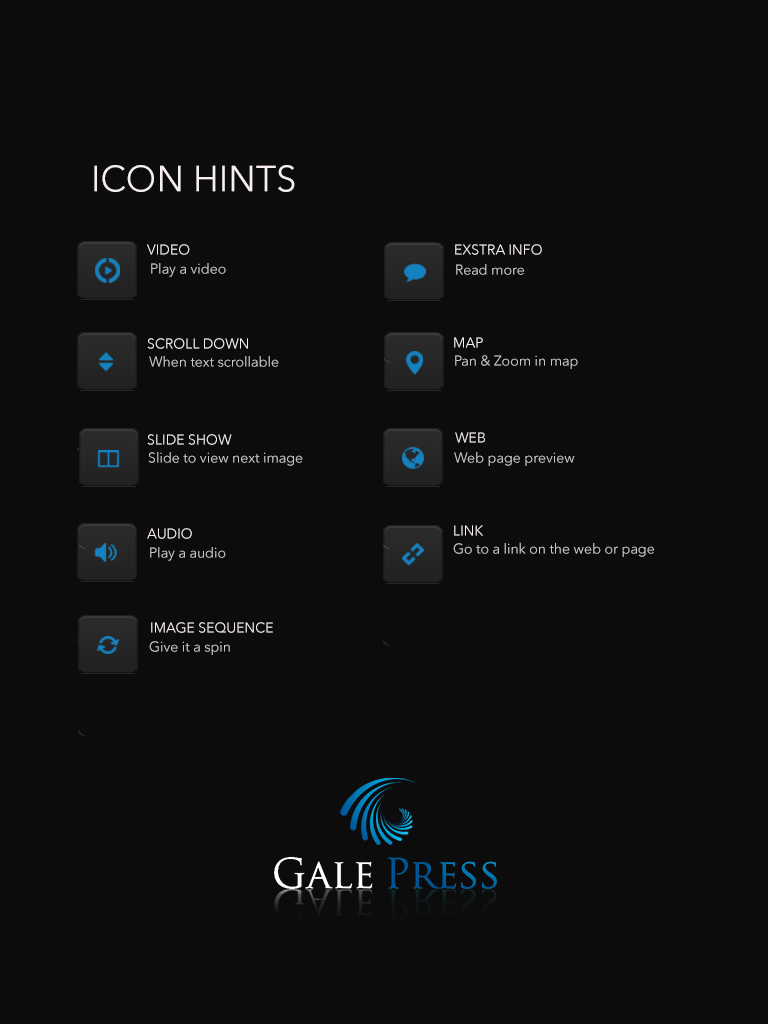 ICON HINTS
VIDEO
Play a video
SCROLL DOWN
When text scrollable
SLIDE SHOW
Slide to view next image
AUDIO
Play a audio
IMAGE SEQUENCE
Give it a spin
EXSTRA INFO
Read more
MAP
Pan & Zoom in map
WEB
Web page preview
LINK
Go to a link on the web or page
GALE PRESS